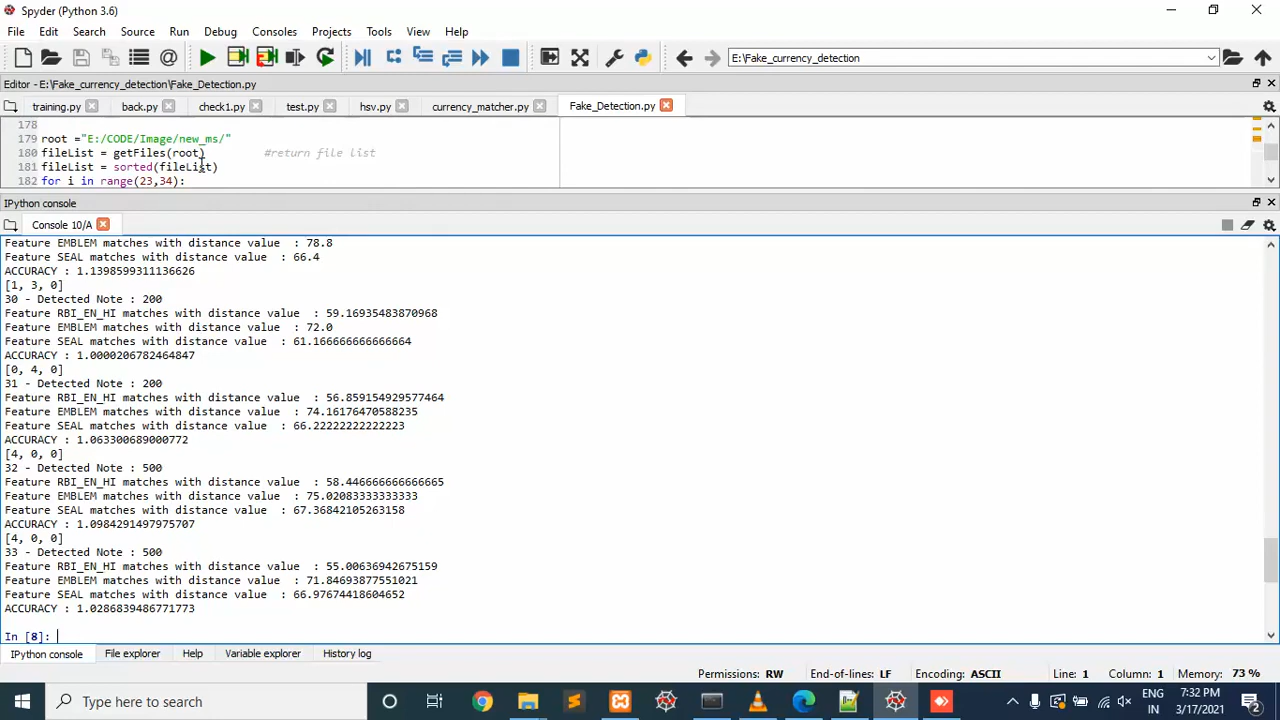 Spyder (Python 3.6)
File Edit Search Source Run Debug Consoles Projects Tools View Help
E:\Fake_currency_detection
Editor - E:\Fake_currency_detection\Fake_Detection.py
training.py back.py check1.py test.py hsv.py currency_matcher.py Fake_Detection.py
178
179 root ="E:/CODE/Image/new_ms/"
180 fileList = getFiles(root) #return file list
181 fileList = sorted(fileList)
182 for i in range(23,34):
IPython console
Console 10/A
Feature EMBLEM matches with distance value : 78.8
Feature SEAL matches with distance value : 66.4
ACCURACY : 1.1398599311136626
[1, 3, 0]
30 - Detected Note : 200
Feature RBI_EN_HI matches with distance value : 59.16935483870968
Feature EMBLEM matches with distance value : 72.0
Feature SEAL matches with distance value : 61.166666666666664
ACCURACY : 1.0000206782464847
[0, 4, 0]
31 - Detected Note : 200
Feature RBI_EN_HI matches with distance value : 56.859154929577464
Feature EMBLEM matches with distance value : 74.16176470588235
Feature SEAL matches with distance value : 66.22222222222223
ACCURACY : 1.063300689000772
[4, 0, 0]
32 - Detected Note : 500
Feature RBI_EN_HI matches with distance value : 58.446666666666665
Feature EMBLEM matches with distance value : 75.02083333333333
Feature SEAL matches with distance value : 67.36842105263158
ACCURACY : 1.0984291497975707
[4, 0, 0]
33 - Detected Note : 500
Feature RBI_EN_HI matches with distance value : 55.00636942675159
Feature EMBLEM matches with distance value : 71.84693877551021
Feature SEAL matches with distance value : 66.97674418604652
ACCURACY : 1.0286839486771773
In [8]:
IPython console File explorer Help Variable explorer History log
Permissions: RW End-of-lines: LF Encoding: ASCII Line: 1 Column: 1 Memory: 73 %
Type here to search
ENG
IN
7:32 PM
3/17/2021
2